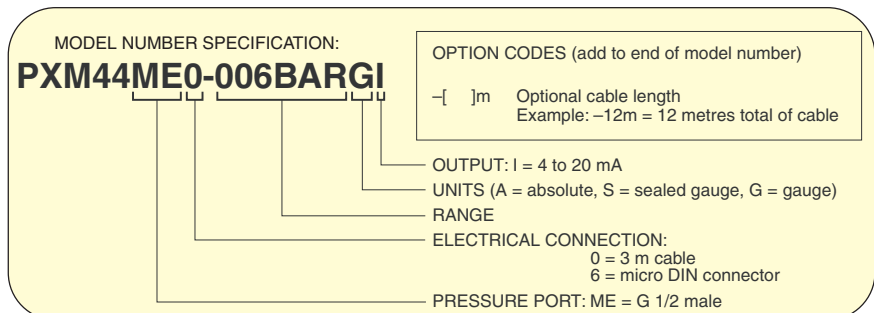 MODEL NUMBER SPECIFICATION:
PXM44ME0-006BARGI
OPTION CODES (add to end of model number)
–[ ]m Optional cable length
Example: –12m = 12 metres total of cable
OUTPUT: I = 4 to 20 mA
UNITS (A = absolute, S = sealed gauge, G = gauge)
RANGE
ELECTRICAL CONNECTION:
0 = 3 m cable
6 = micro DIN connector
PRESSURE PORT: ME = G 1/2 male